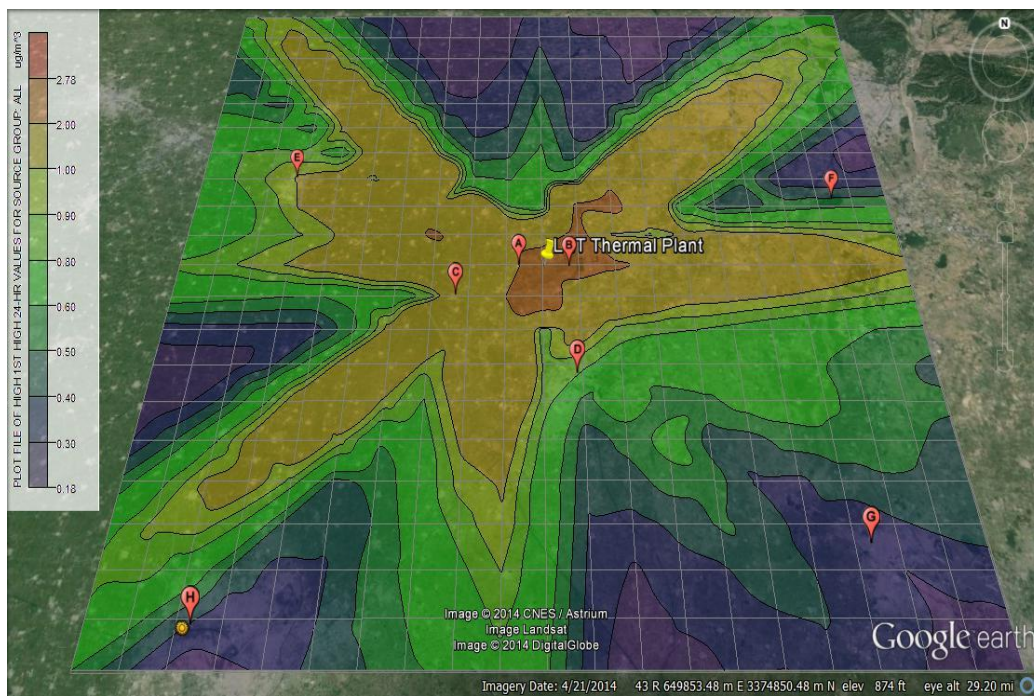 PLOT FILE OF HIGH 1ST HIGH 24-HR VALUES FOR SOURCE GROUP: ALL
ug/m^3
2.73
2.00
1.00
0.90
0.80
0.60
0.50
0.40
0.30
0.18
N
E
F
A
B
L&T Thermal Plant
C
D
G
H
Image © 2014 CNES / Astrium
Image Landsat
Image © 2014 DigitalGlobe
Google earth
Imagery Date: 4/21/2014 43 R 649853.48 m E 3374850.48 m N elev 874 ft eye alt 29.20 mi